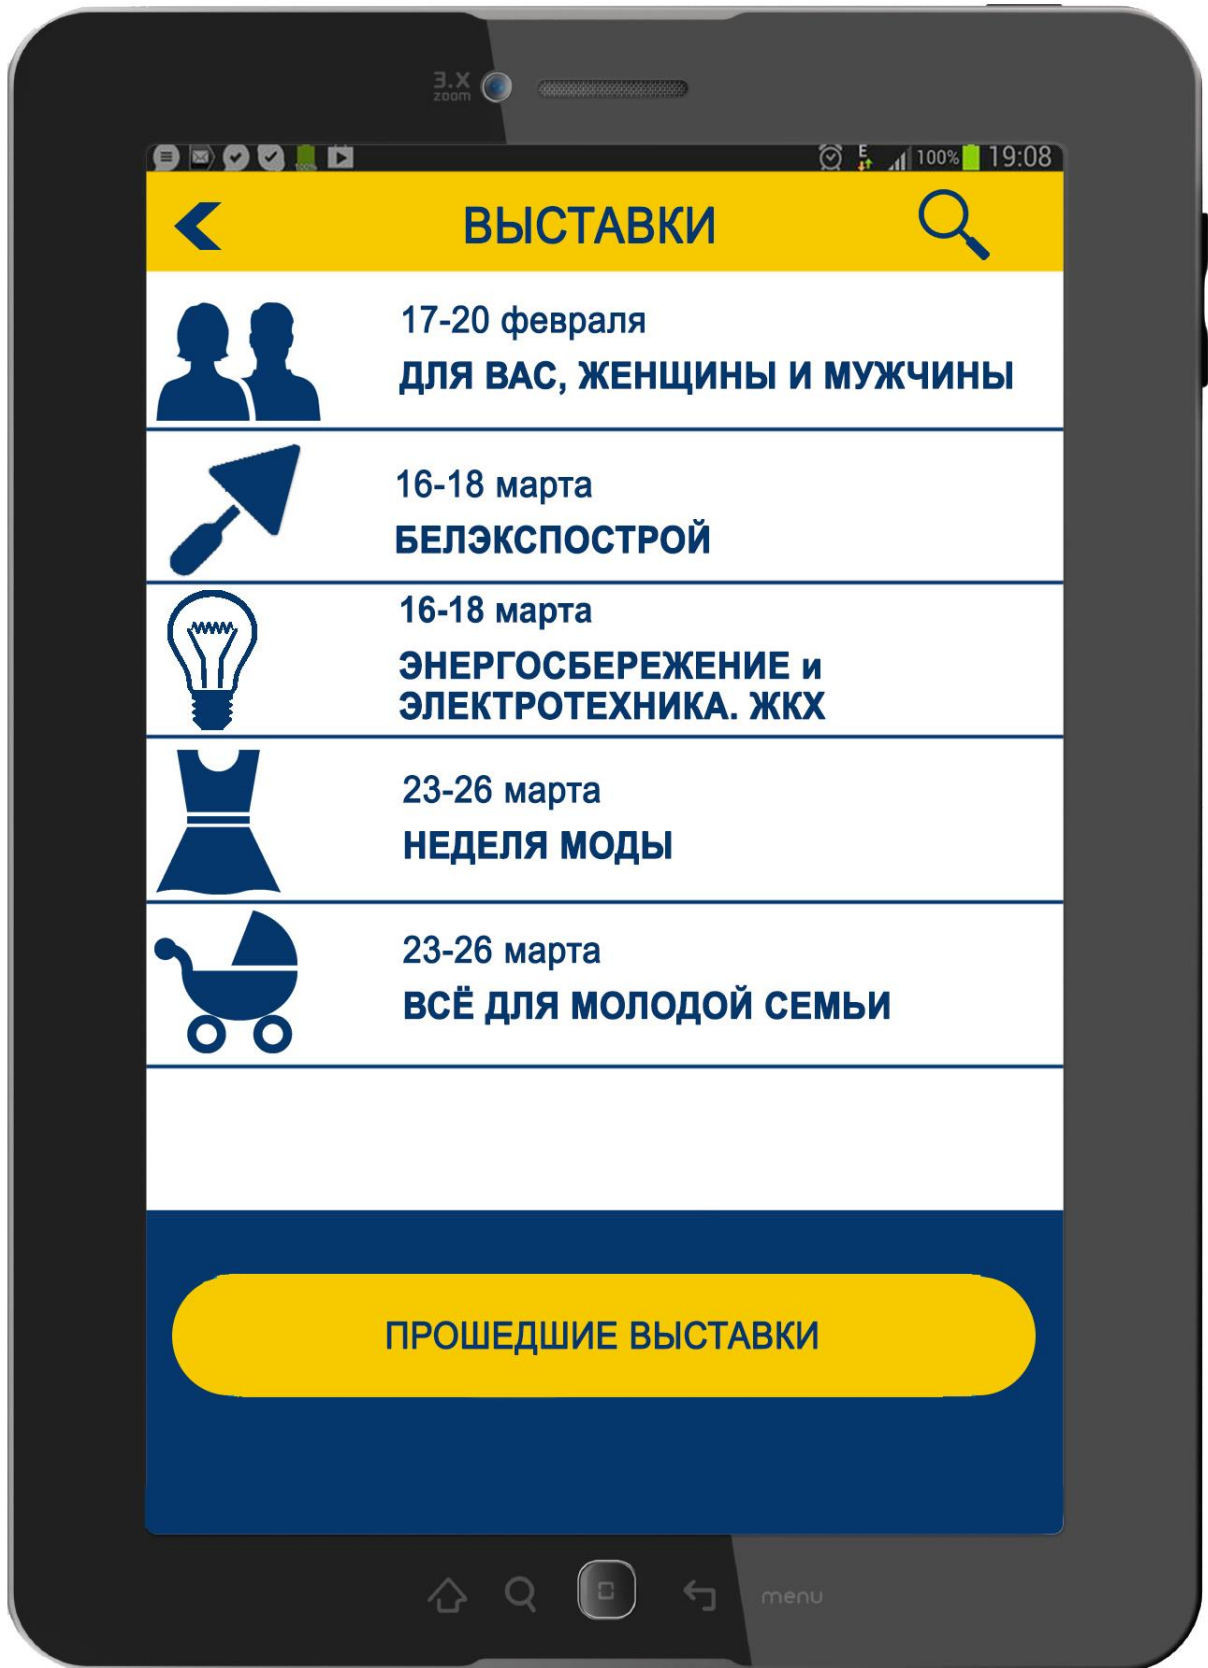 3.X
zoom
100%
100% 19:08
ВЫСТАВКИ
17-20 февраля
ДЛЯ ВАС, ЖЕНЩИНЫ И МУЖЧИНЫ
16-18 марта
БЕЛЭКСПОСТРОЙ
16-18 марта
ЭНЕРГОСБЕРЕЖЕНИЕ и
ЭЛЕКТРОТЕХНИКА. ЖКХ
23-26 марта
НЕДЕЛЯ МОДЫ
23-26 марта
ВСЁ ДЛЯ МОЛОДОЙ СЕМЬИ
ПРОШЕДШИЕ ВЫСТАВКИ
menu